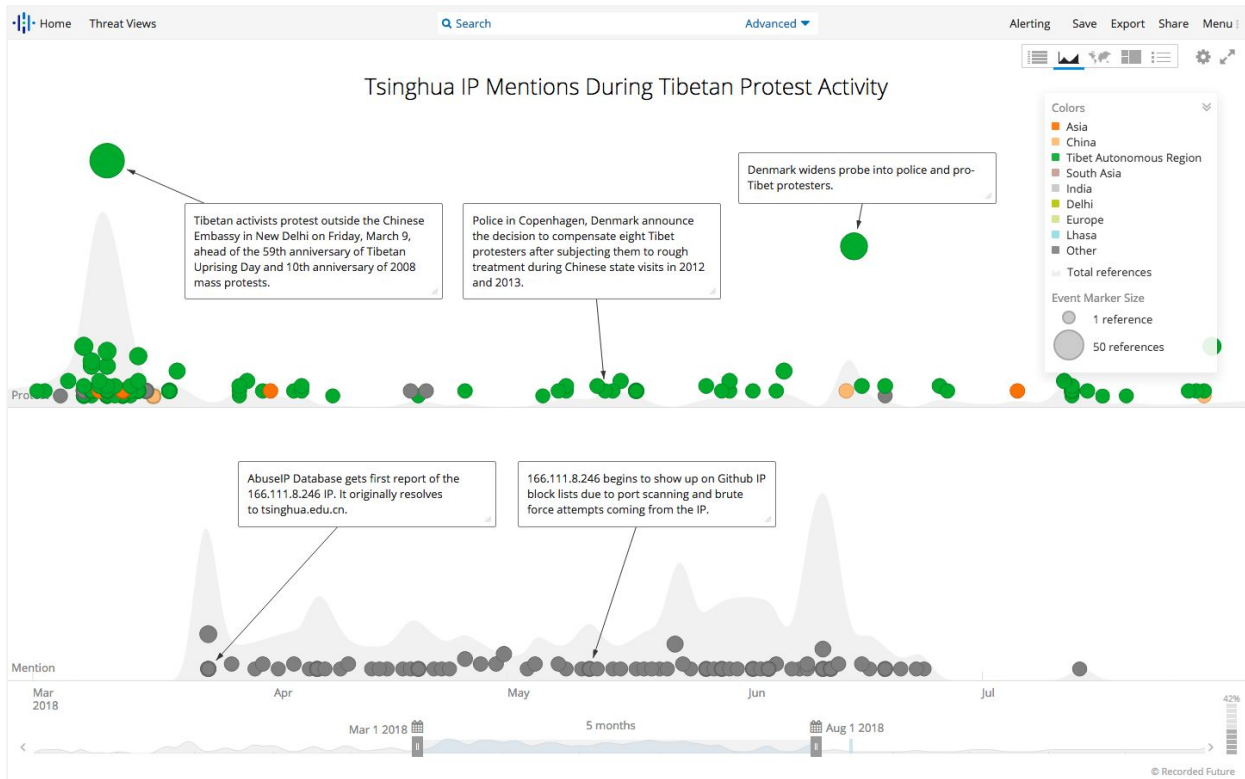 Home Threat Views Search Advanced Alerting Save Export Share Menu
Tsinghua IP Mentions During Tibetan Protest Activity
Colors
Asia
China
Tibet Autonomous Region
South Asia
India
Delhi
Europe
Lhasa
Other
Total references
Event Marker Size
1 reference
50 references
Tibetan activists protest outside the Chinese
Embassy in New Delhi on Friday, March 9,
ahead of the 59th anniversary of Tibetan
Uprising Day and 10th anniversary of 2008
mass protests.
Police in Copenhagen, Denmark announce
the decision to compensate eight Tibet
protesters after subjecting them to rough
treatment during Chinese state visits in 2012
and 2013.
Denmark widens probe into police and pro-
Tibet protesters.
AbuseIP Database gets first report of the
166.111.8.246 IP. It originally resolves
to tsinghua.edu.cn.
166.111.8.246 begins to show up on Github IP
block lists due to port scanning and brute
force attempts coming from the IP.
Mention
Mar Apr May Jun Jul
2018
42%
Mar 1 2018 5 months Aug 1 2018
© Recorded Future